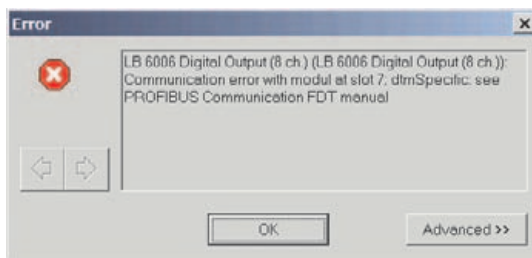 Error
LB 6006 Digital Output (8 ch.) (LB 6006 Digital Output (8 ch.)):
Communication error with modul at slot 7; dtmSpecific: see
PROFIBUS Communication FDT manual
OK
Advanced >>